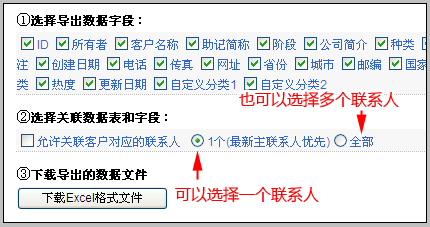 ①选择导出数据字段：
ID 所有者 客户名称 助记简称 阶段 公司简介 种类
注 创建日期 电话 传真 网址 省份 城市 邮编 国家
类 热度 更新日期 自定义分类1 自定义分类2
也可以选择多个联系人
②选择关联数据表和字段：
允许关联客户对应的联系人 1个(最新主联系人优先) 全部
③下载导出的数据文件
可以选择一个联系人
下载Excel格式文件